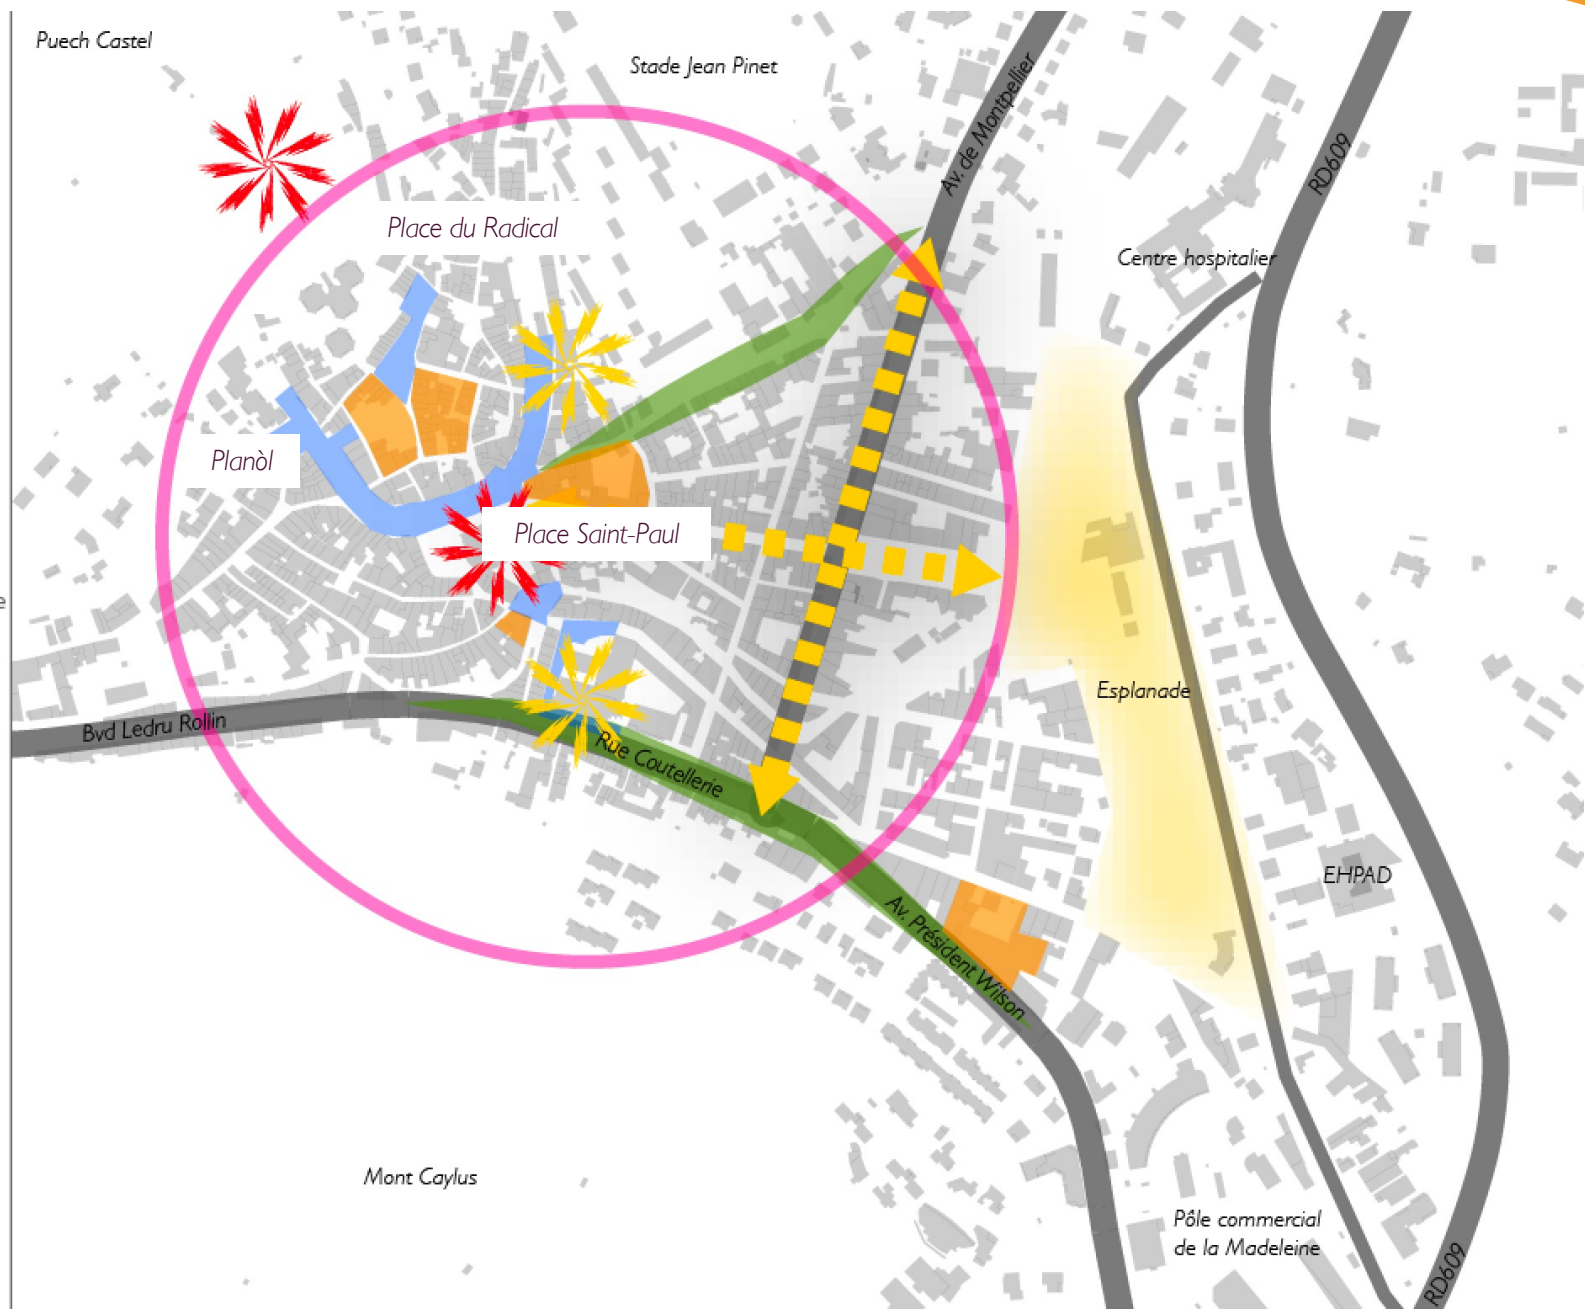 Puech Castel
Stade Jean Pinet
Av. de Montpellier
RD609
Place du Radical
Centre hospitalier
Planòl
Place Saint-Paul
e
Esplanade
Bvd Ledru Rollin
Rue Coutellerie
EHPAD
Av. Président Wilson
Mont Caylus
Pôle commercial
de la Madeleine
RD609